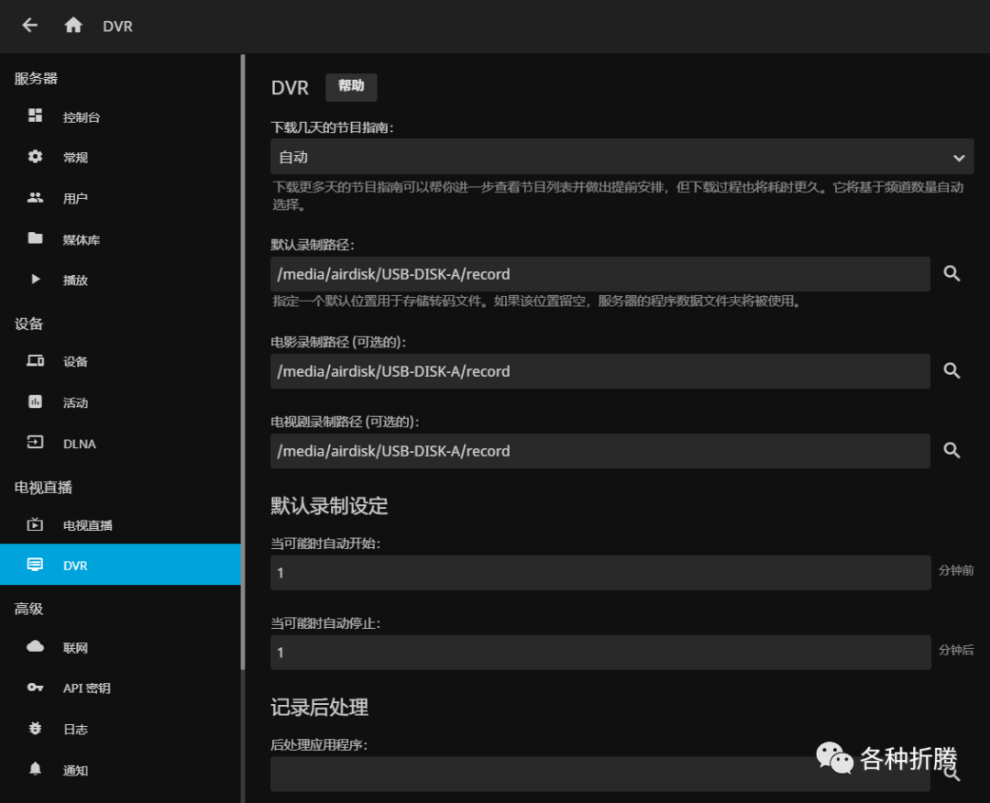 DVR
服务器
控制台
常规
用户
媒体库
播放
设备
设备
活动
DLNA
电视直播
电视直播
DVR
高级
联网
API 密钥
日志
通知
DVR 帮助
下载几天的节目指南:
自动
下载更多天的节目指南可以帮你进一步查看节目列表并做出提前安排，但下载过程也将耗时更久。它将基于频道数量自动
选择。
默认录制路径:
/media/airdisk/USB-DISK-A/record
指定一个默认位置用于存储转码文件。如果该位置留空，服务器的程序数据文件夹将被使用。
电影录制路径 (可选的):
/media/airdisk/USB-DISK-A/record
电视剧录制路径 (可选的):
/media/airdisk/USB-DISK-A/record
默认录制设定
当可能时自动开始:
1 分钟前
当可能时自动停止:
1 分钟后
记录后处理
后处理应用程序:
各种折腾